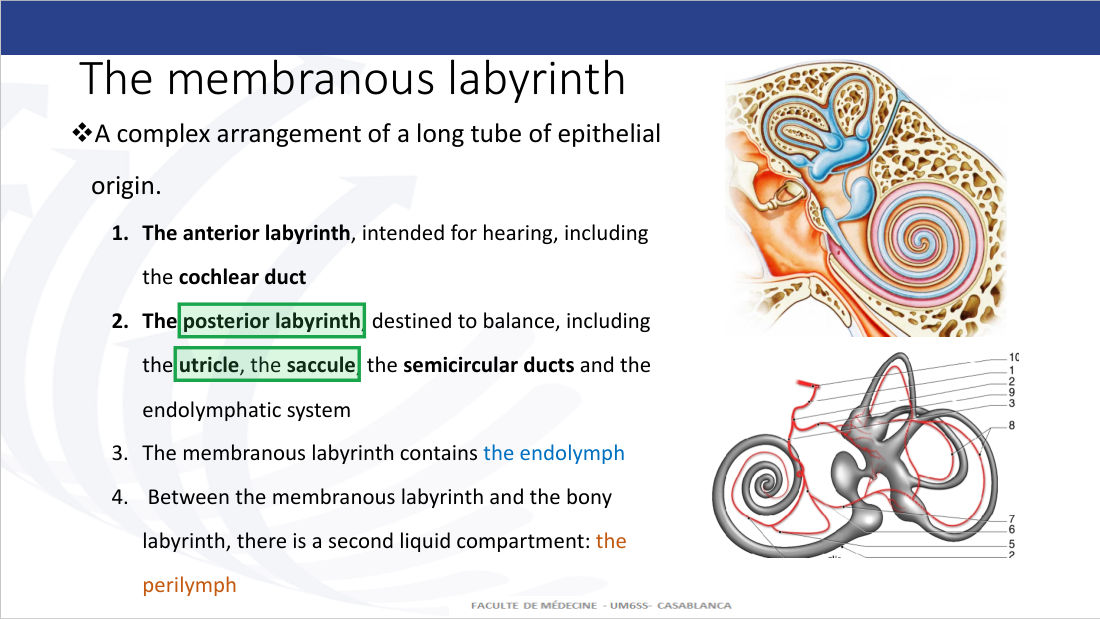 The membranous labyrinth
❖A complex arrangement of a long tube of epithelial
origin.
1. The anterior labyrinth, intended for hearing, including
the cochlear duct
2. The posterior labyrinth, destined to balance, including
the utricle, the saccule, the semicircular ducts and the
endolymphatic system
3. The membranous labyrinth contains the endolymph
4. Between the membranous labyrinth and the bony
labyrinth, there is a second liquid compartment: the
perilymph
10
1
2
9
3
8
7
6
5
2
FACULTE DE MÉDECINE - UM6SS- CASABLANCA